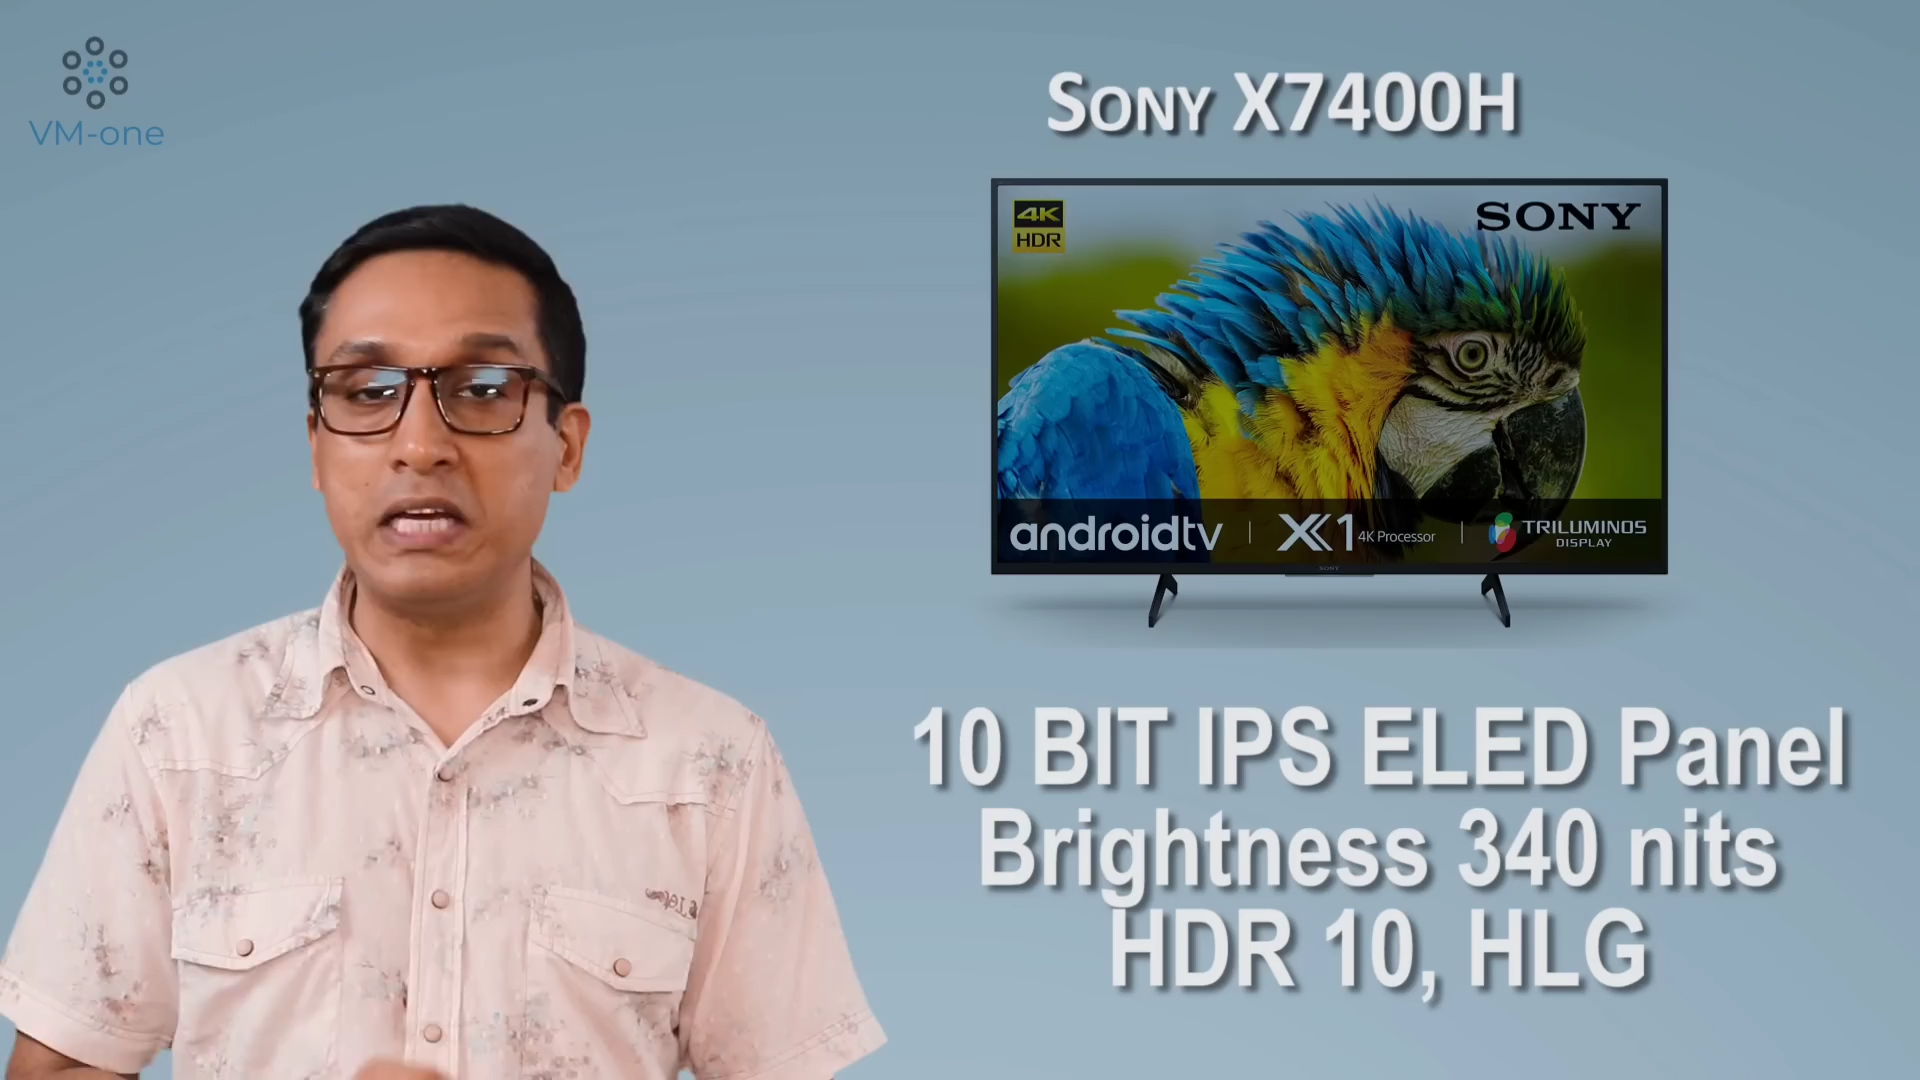 VM-one
SONY X7400H
4K
HDR
SONY
androidtv | X1 4K Processor | TRILUMINOS
DISPLAY
SONY
10 BIT IPS ELED Panel
Brightness 340 nits
HDR 10, HLG